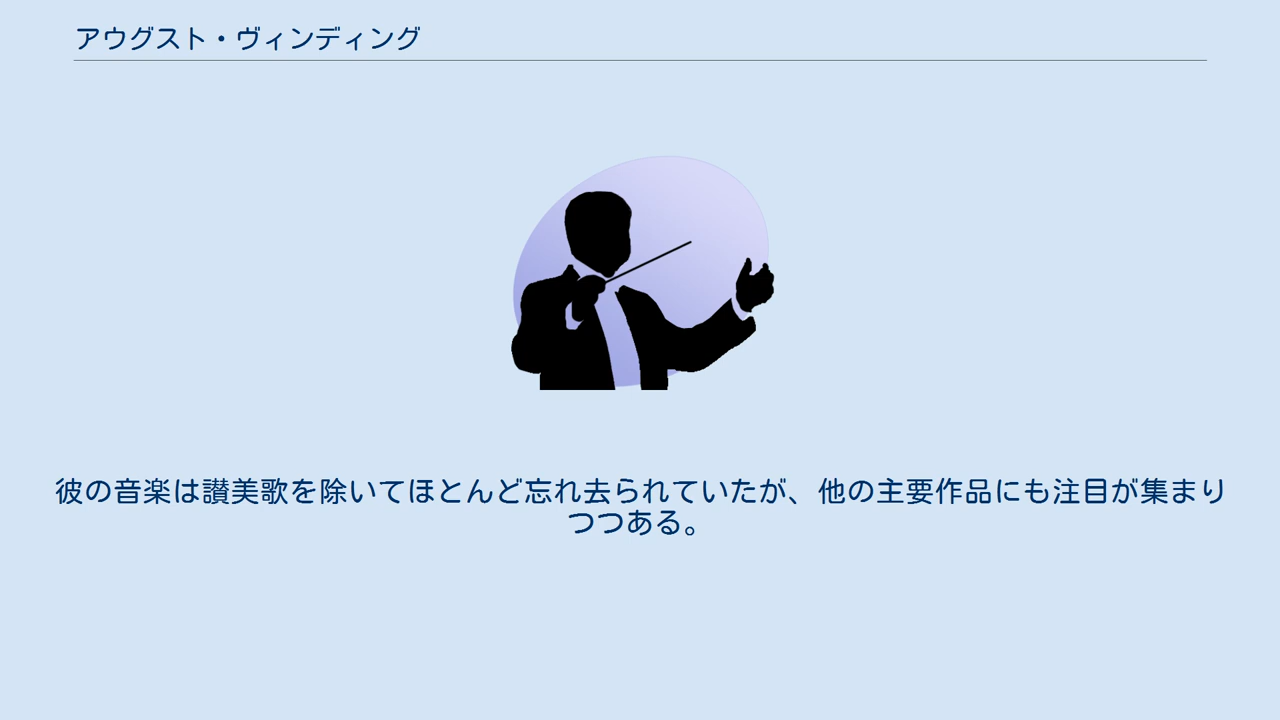 アウグスト・ヴィンディング
彼の音楽は讃美歌を除いてほとんど忘れ去られていたが、他の主要作品にも注目が集まり
つつある。